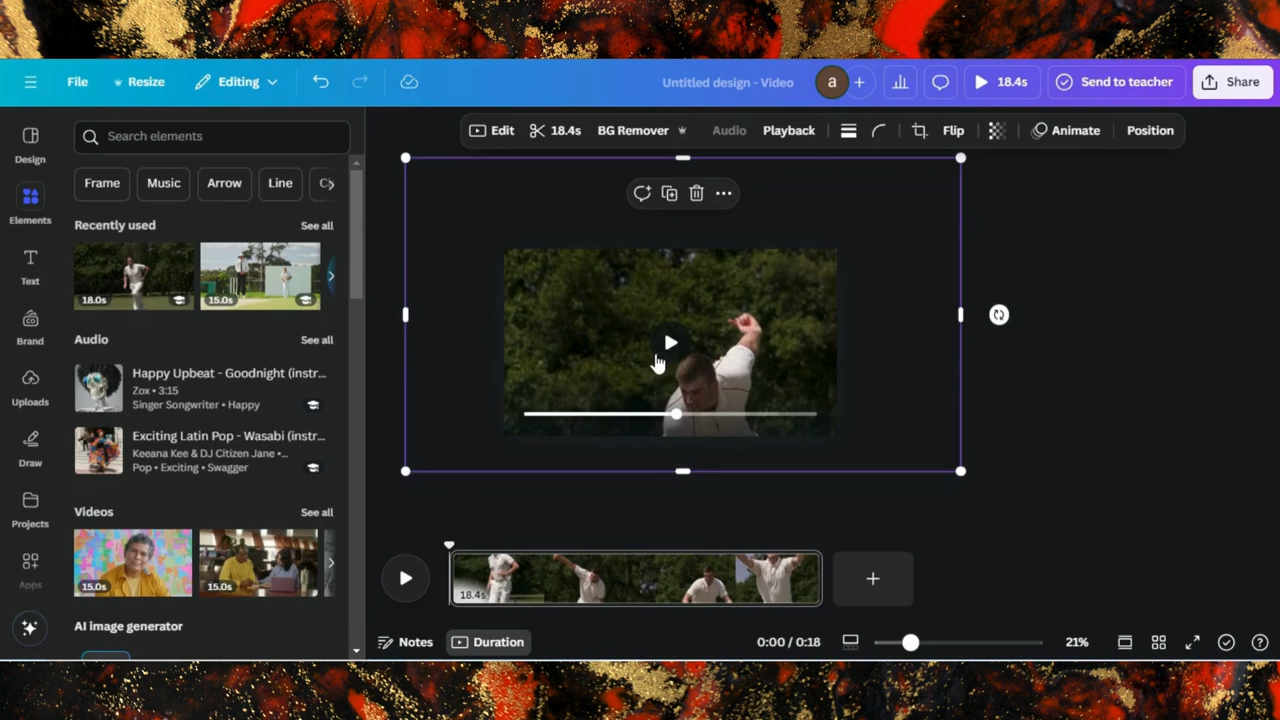 File
Resize
Editing
Untitled design - Video
a
+
18.4s
Send to teacher
Share
Design
Elements
Text
Brand
Uploads
Draw
Projects
Apps
Search elements
Frame
Music
Arrow
Line
Recently used
See all
18.0s
15.0s
Audio
See all
Happy Upbeat - Goodnight (instr...
Zox • 3:15
Singer Songwriter • Happy
Exciting Latin Pop - Wasabi (instr...
Keeana Kee & DJ Citizen Jane •...
Pop • Exciting • Swagger
Videos
See all
15.0s
15.0s
AI image generator
Edit
18.4s
BG Remover
Audio
Playback
Flip
Animate
Position
18.4s
+
Notes
Duration
0:00 / 0:18
21%